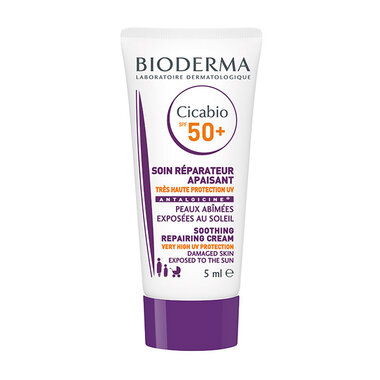 BIODERMA
LABORATOIRE DERMATOLOGIQUE
Cicabio
SPF 50+
SOIN RÉPARATEUR
APAISANT
TRÈS HAUTE PROTECTION UV
ANTALGICINE®
PEAUX ABÎMÉES
EXPOSÉES AU SOLEIL
SOOTHING
REPAIRING CREAM
VERY HIGH UV PROTECTION
DAMAGED SKIN
EXPOSED TO THE SUN
5 ml ℮